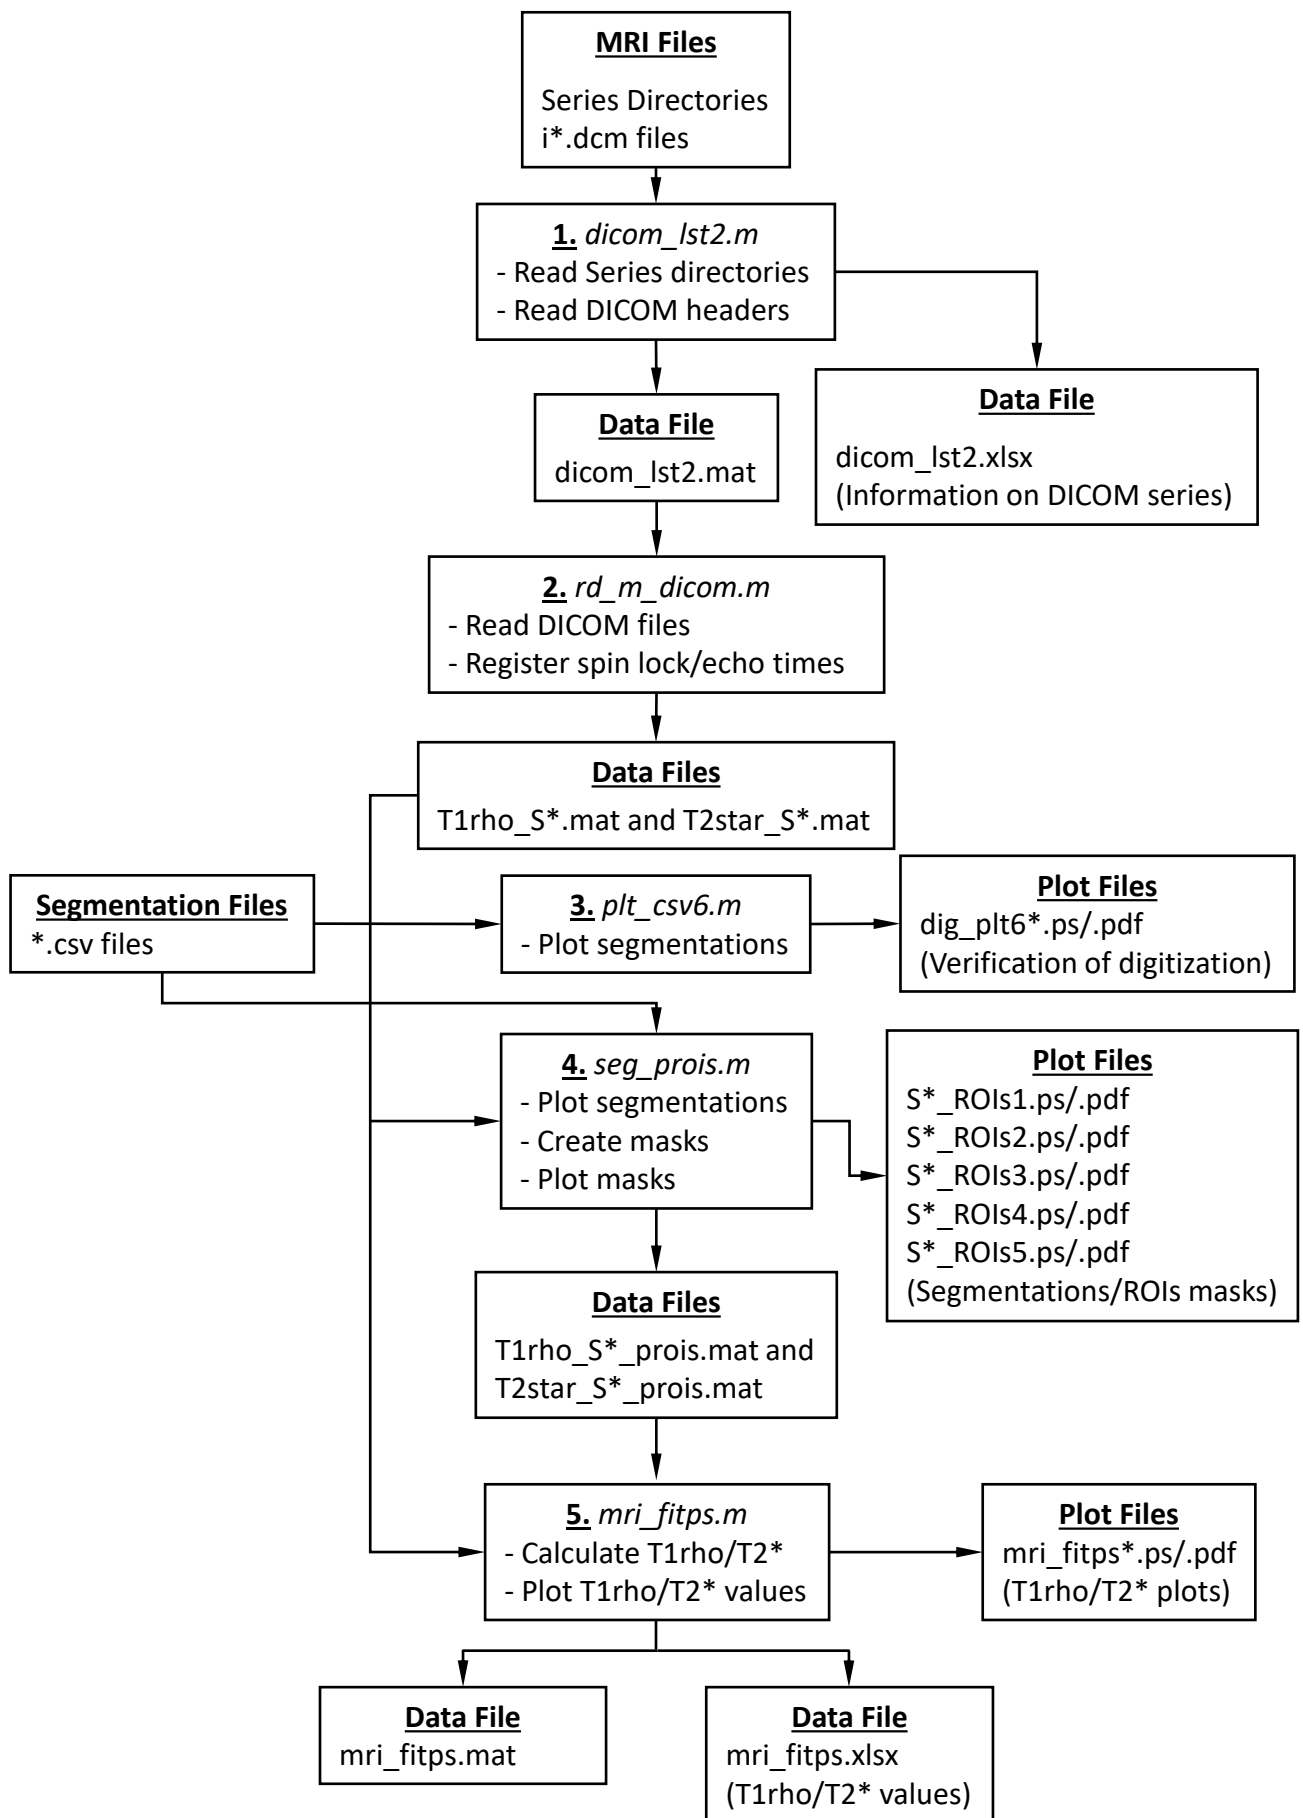 MRI Files
Series Directories
i*.dcm files
1. dicom_lst2.m
- Read Series directories
- Read DICOM headers
Data File
dicom_lst2.mat
Data File
dicom_lst2.xlsx
(Information on DICOM series)
2. rd_m_dicom.m
- Read DICOM files
- Register spin lock/echo times
Data Files
T1rho_S*.mat and T2star_S*.mat
Segmentation Files
*.csv files
3. plt_csv6.m
- Plot segmentations
Plot Files
dig_plt6*.ps/.pdf
(Verification of digitization)
4. seg_prois.m
- Plot segmentations
- Create masks
- Plot masks
Plot Files
S*_ROIs1.ps/.pdf
S*_ROIs2.ps/.pdf
S*_ROIs3.ps/.pdf
S*_ROIs4.ps/.pdf
S*_ROIs5.ps/.pdf
(Segmentations/ROIs masks)
Data Files
T1rho_S*_prois.mat and
T2star_S*_prois.mat
5. mri_fitps.m
- Calculate T1rho/T2*
- Plot T1rho/T2* values
Plot Files
mri_fitps*.ps/.pdf
(T1rho/T2* plots)
Data File
mri_fitps.mat
Data File
mri_fitps.xlsx
(T1rho/T2* values)